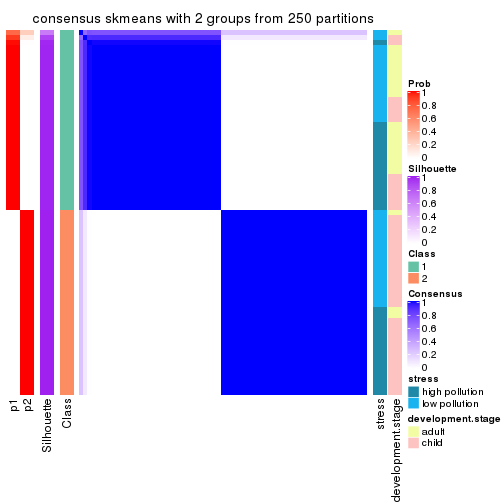 consensus skmeans with 2 groups from 250 partitions
Prob
1
0.8
0.6
0.4
0.2
0
Silhouette
1
0.8
0.6
0.4
0.2
0
Class
1
2
Consensus
1
0.8
0.6
0.4
0.2
0
stress
high pollution
low pollution
development.stage
adult
child
p1
p2
Silhouette
Class
stress
development.stage